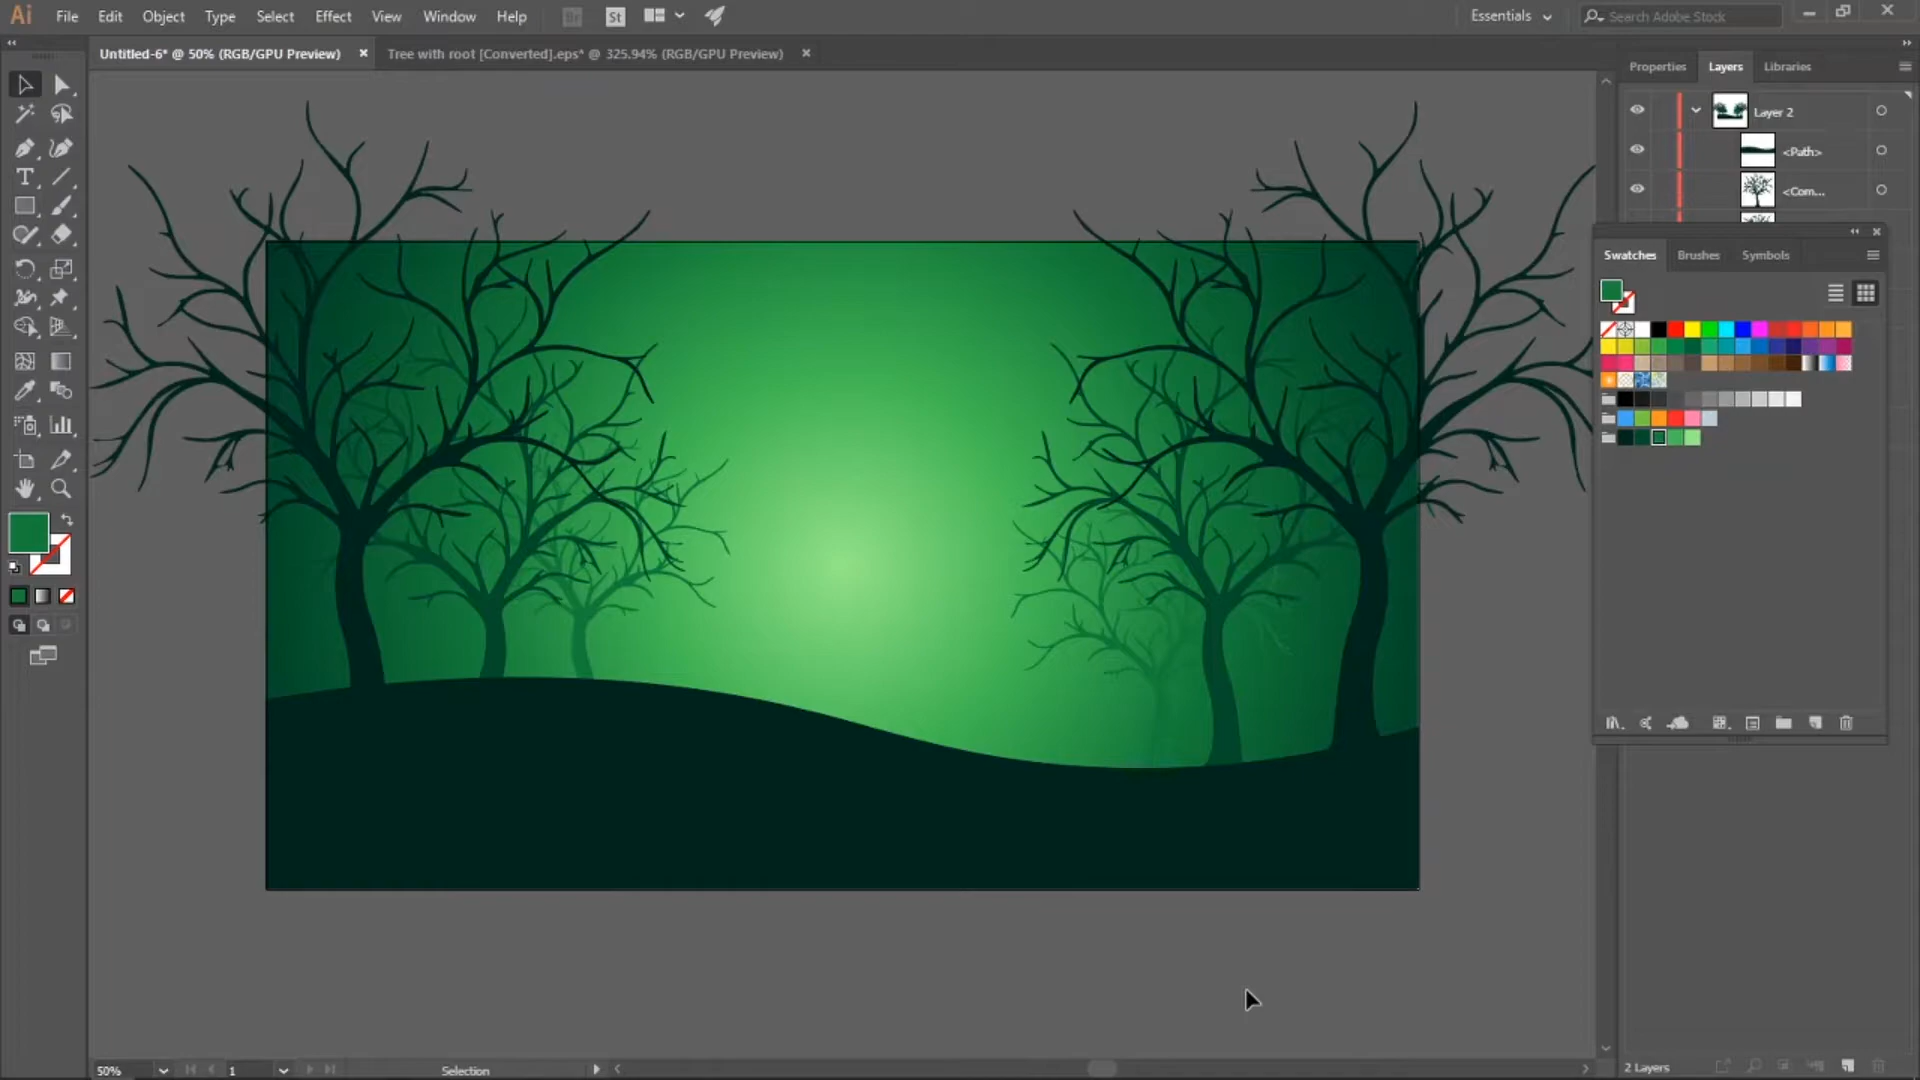 Ai File Edit Object Type Select Effect View Window Help Br St Essentials Search Adobe Stock
Untitled-6* @ 50% (RGB/GPU Preview) Tree with root [Converted].eps* @ 325.94% (RGB/GPU Preview)
Properties Layers Libraries
Layer 2
<Path>
<Com...
Swatches Brushes Symbols
50% 1 Selection
2 Layers